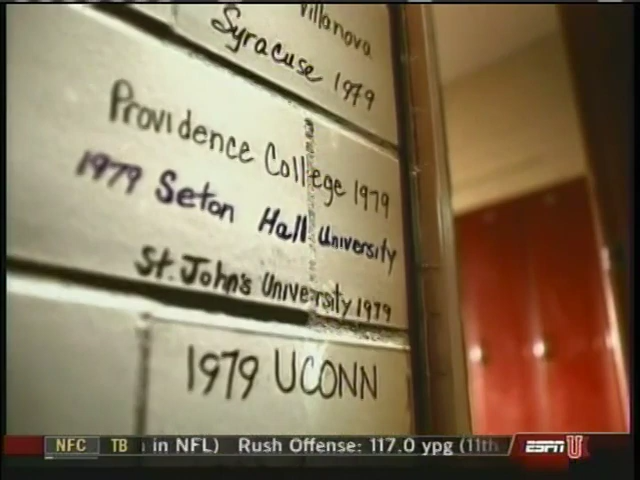 Villanova
Syracuse 1979
Providence College 1979
1979 Seton Hall University
St. John's University 1979
1979 UCONN
NFC TB in NFL) Rush Offense: 117.0 ypg (11th ESPNU